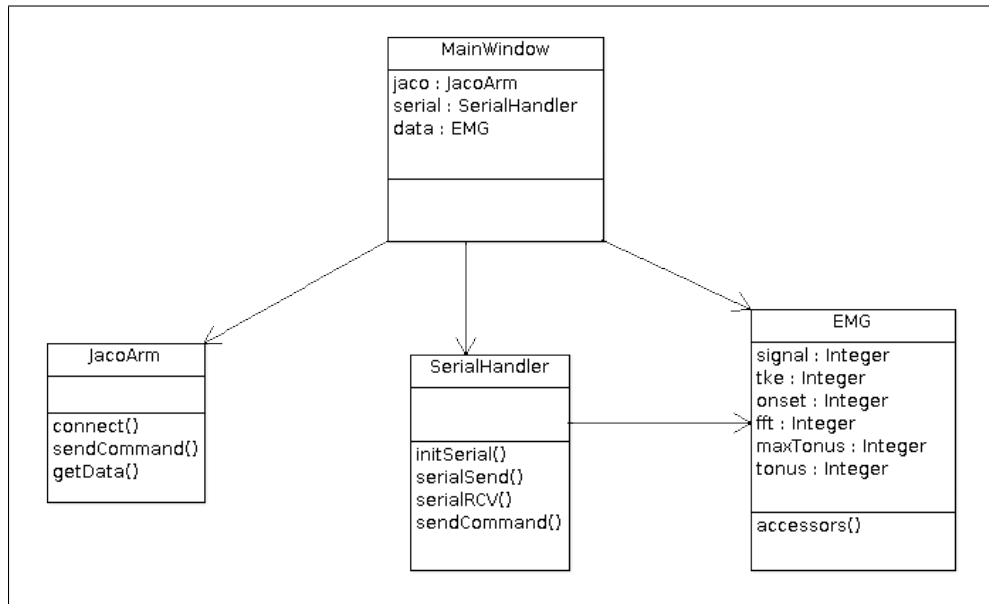 MainWindow
jaco : JacoArm
serial : SerialHandler
data : EMG
JacoArm
connect()
sendCommand()
getData()
SerialHandler
initSerial()
serialSend()
serialRCV()
sendCommand()
EMG
signal : Integer
tke : Integer
onset : Integer
fft : Integer
maxTonus : Integer
tonus : Integer
accessors()